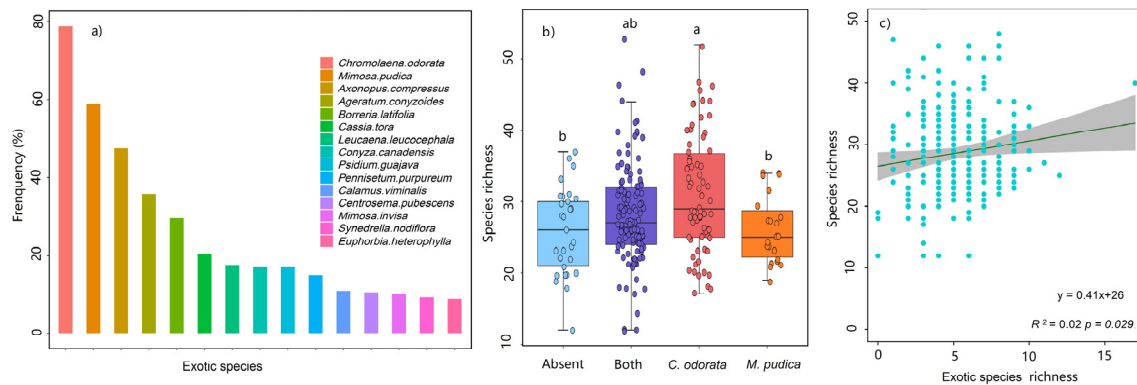 a)
Frenquency (%)
0
20
40
60
80
Chromolaena.odorata
Mimosa.pudica
Axonopus.compressus
Ageratum.conyzoides
Borreria.latifolia
Cassia.tora
Leucaena.leucocephala
Conyza.canadensis
Psidium.guajava
Pennisetum.purpureum
Calamus.viminalis
Centrosema.pubescens
Mimosa.invisa
Synedrella.nodiflora
Euphorbia.heterophylla
Exotic species
b)
Species richness
10
20
30
40
50
b
ab
a
b
Absent
Both
C. odorata
M. pudica
c)
Species richness
0
10
20
30
40
50
y = 0.41x+26
R 2 = 0.02 p = 0.029
0
5
10
15
Exotic species richness